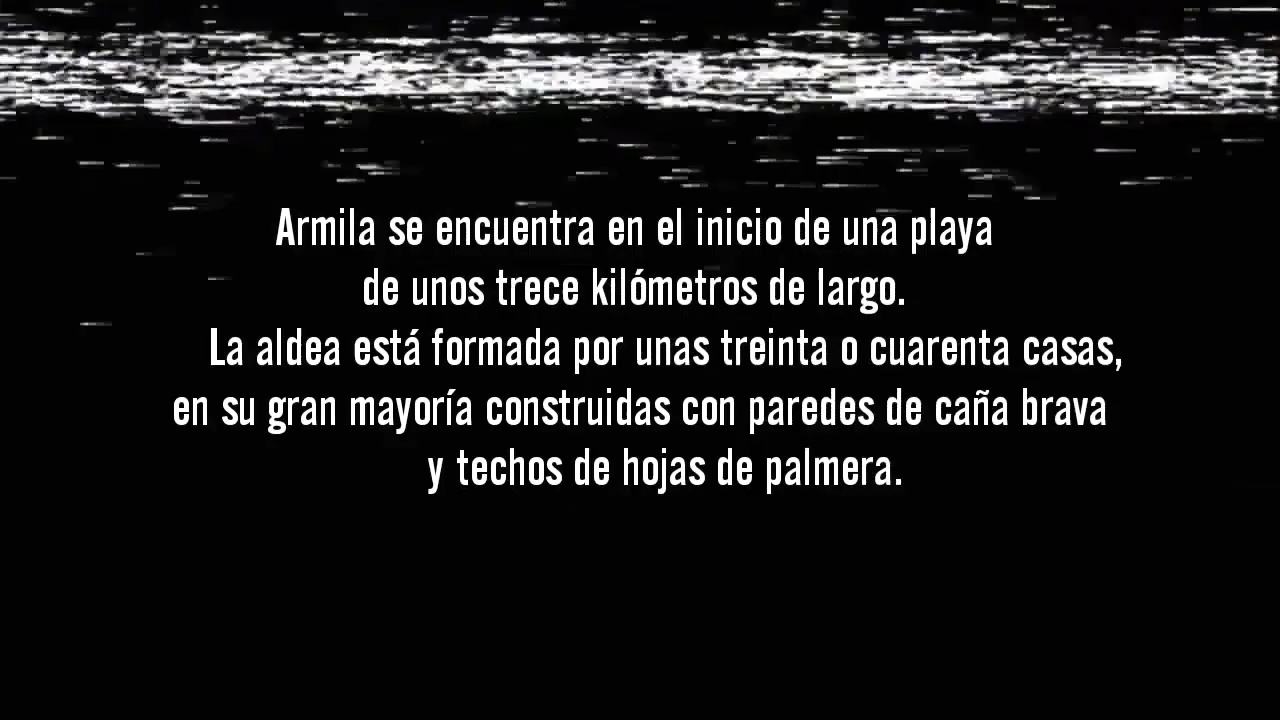 Armila se encuentra en el inicio de una playa
de unos trece kilómetros de largo.
La aldea está formada por unas treinta o cuarenta casas,
en su gran mayoría construidas con paredes de caña brava
y techos de hojas de palmera.